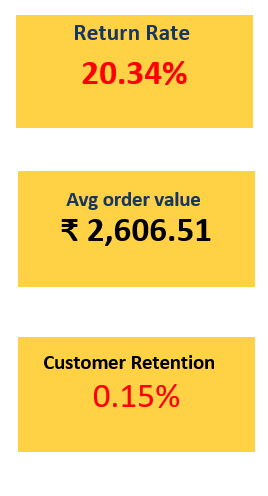 Return Rate
20.34%
Avg order value
₹ 2,606.51
Customer Retention
0.15%